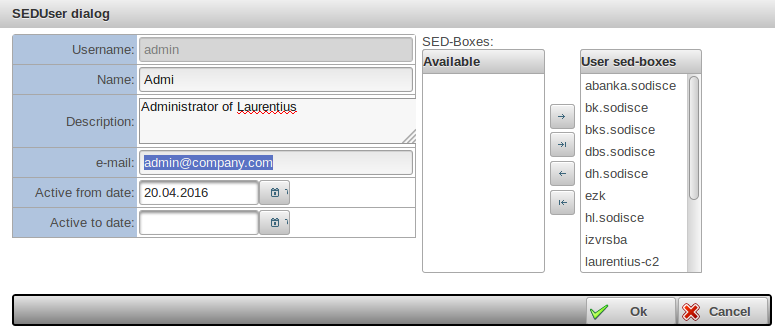 SEDUser dialog
Username: admin
Name: Admi
Description: Administrator of Laurentius
e-mail: admin@company.com
Active from date: 20.04.2016
Active to date:
SED-Boxes:
Available
User sed-boxes
abanka.sodisce
bk.sodisce
bks.sodisce
dbs.sodisce
dh.sodisce
ezk
hl.sodisce
izvrsba
laurentius-c2
Ok
Cancel